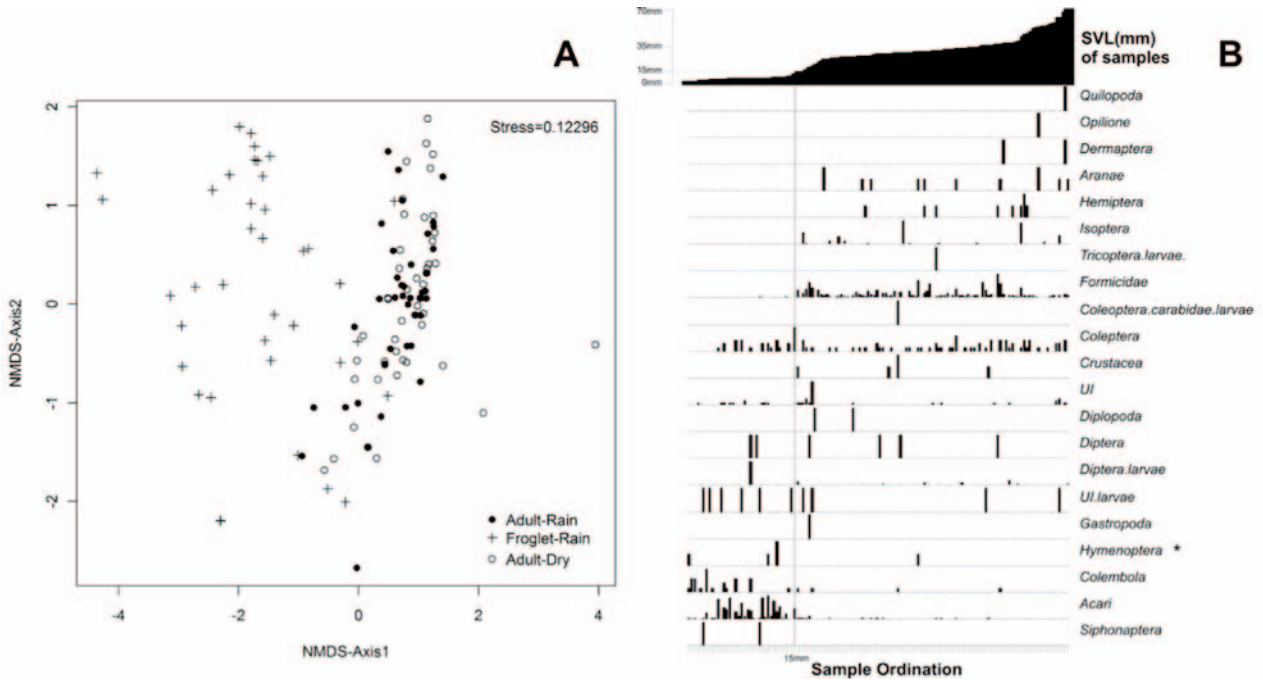 A
Stress=0.12296
2
1
0
-1
-2
NMDS-Axis2
Adult-Rain
Froglet-Rain
Adult-Dry
-4
-2
0
2
4
NMDS-Axis1
B
70mm
35mm
15mm
0mm
SVL(mm)
of samples
Quilopoda
Opilione
Dermaptera
Aranae
Hemiptera
Isoptera
Tricoptera.larvae.
Formicidae
Coleoptera.carabidae.larvae
Coleptera
Crustacea
UI
Diplopoda
Diptera
Diptera.larvae
UI.larvae
Gastropoda
Hymenoptera *
Colembola
Acari
Siphonaptera
15mm
Sample Ordination